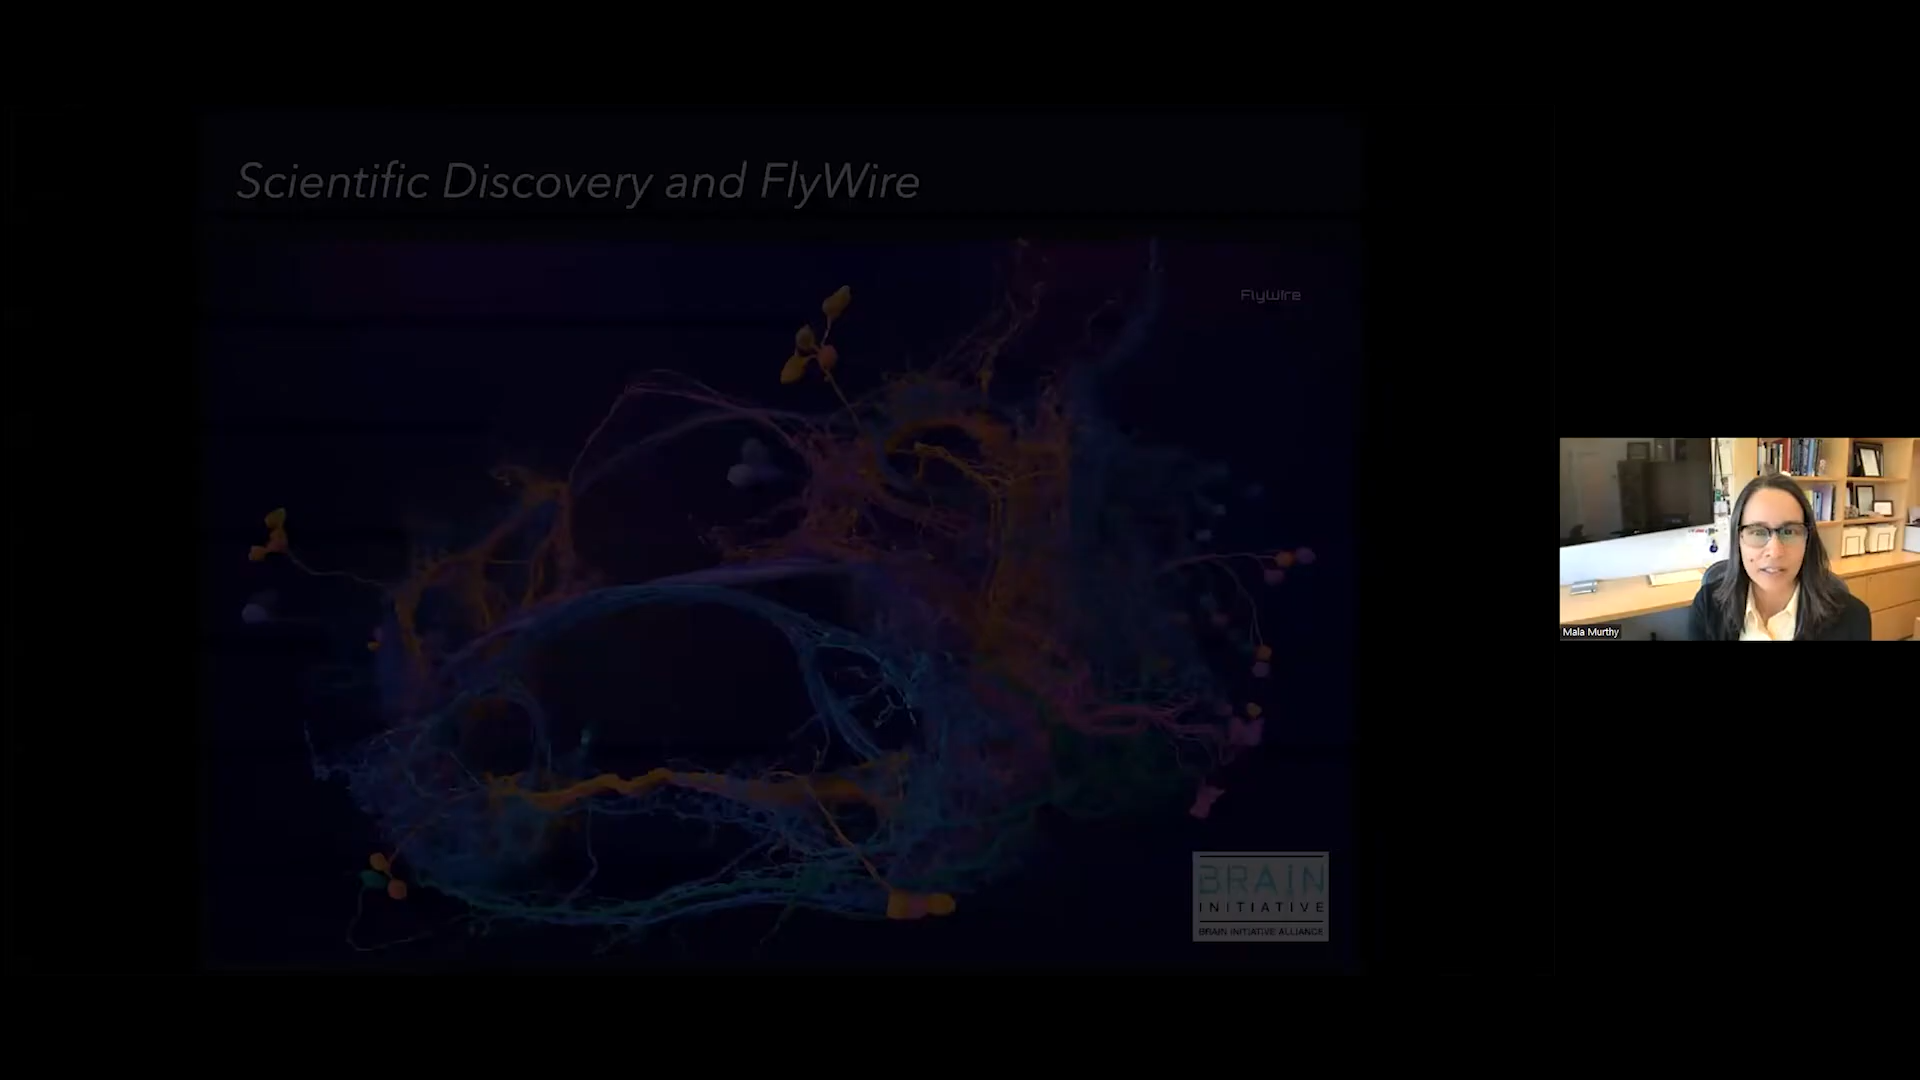 Scientific Discovery and FlyWire
FlyWire
BRAIN
INITIATIVE
BRAIN INITIATIVE ALLIANCE
Mala Murthy